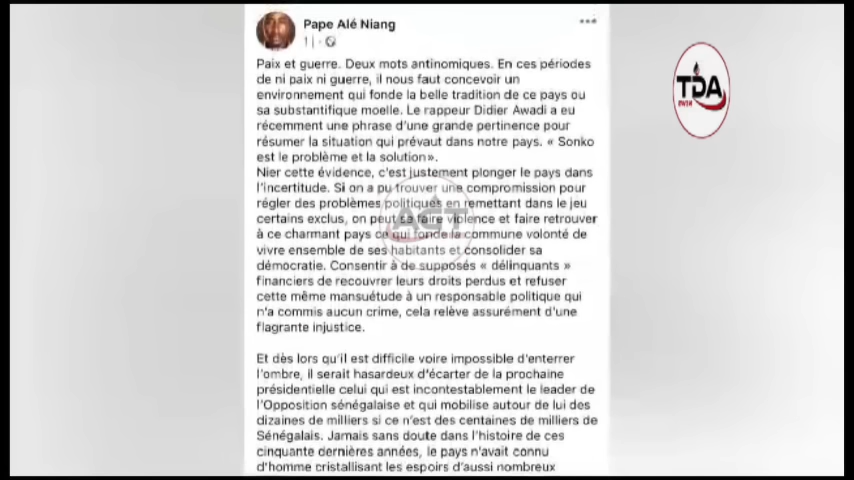 Pape Alé Niang
1j
Paix et guerre. Deux mots antinomiques. En ces périodes
de ni paix ni guerre, il nous faut concevoir un
environnement qui fonde la belle tradition de ce pays ou
sa substantifique moelle. Le rappeur Didier Awadi a eu
récemment une phrase d'une grande pertinence pour
résumer la situation qui prévaut dans notre pays. « Sonko
est le problème et la solution».
Nier cette évidence, c'est justement plonger le pays dans
l'incertitude. Si on a pu trouver une compromission pour
régler des problèmes politiques en remettant dans le jeu
certains exclus, on peut se faire violence et faire retrouver
à ce charmant pays ce qui fonde la commune volonté de
vivre ensemble de ses habitants et consolider sa
démocratie. Consentir à de supposés « délinquants »
financiers de recouvrer leurs droits perdus et refuser
cette même mansuétude à un responsable politique qui
n'a commis aucun crime, cela relève assurément d'une
flagrante injustice.
Et dès lors qu'il est difficile voire impossible d'enterrer
l'ombre, il serait hasardeux d'écarter de la prochaine
présidentielle celui qui est incontestablement le leader de
l'Opposition sénégalaise et qui mobilise autour de lui des
dizaines de milliers si ce n'est des centaines de milliers de
Sénégalais. Jamais sans doute dans l'histoire de ces
cinquante dernières années, le pays n'avait connu
d'homme cristallisant les espoirs d'aussi nombreux
TDA
ACT